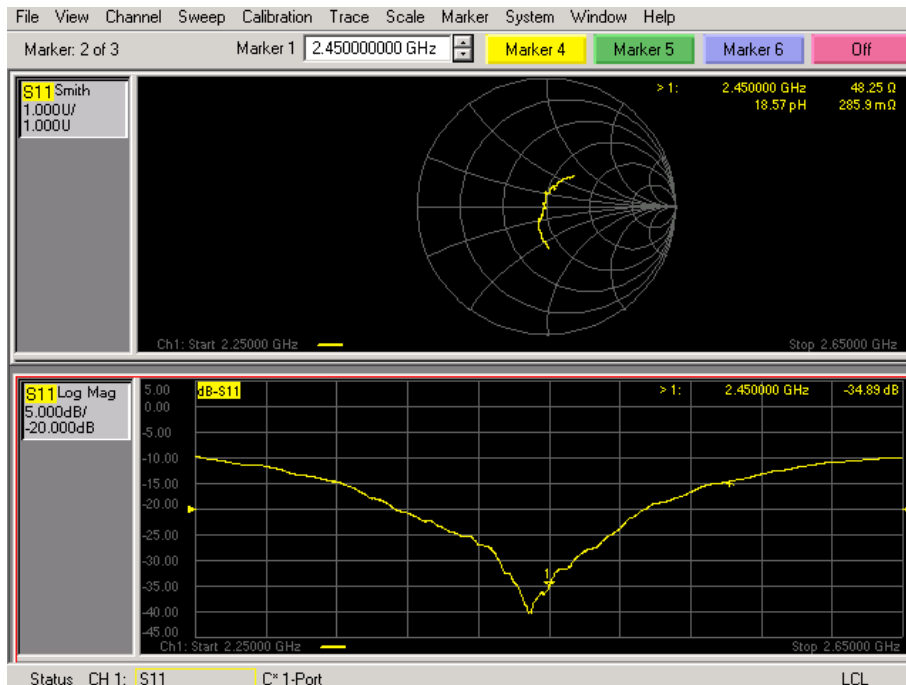 File View Channel Sweep Calibration Trace Scale Marker System Window Help
Marker: 2 of 3 Marker 1 2.450000000 GHz Marker 4 Marker 5 Marker 6 Off
S11 Smith
1.000U/
1.000U
> 1: 2.450000 GHz 48.25 Ω
18.57 pH 285.9 mΩ
Ch1: Start 2.25000 GHz Stop 2.65000 GHz
S11 Log Mag
5.000dB/
-20.000dB
dB-S11
> 1: 2.450000 GHz -34.89 dB
5.00
0.00
-5.00
-10.00
-15.00
-20.00
-25.00
-30.00
-35.00
-40.00
-45.00
1
Ch1: Start 2.25000 GHz Stop 2.65000 GHz
Status CH 1: S11 C* 1-Port LCL